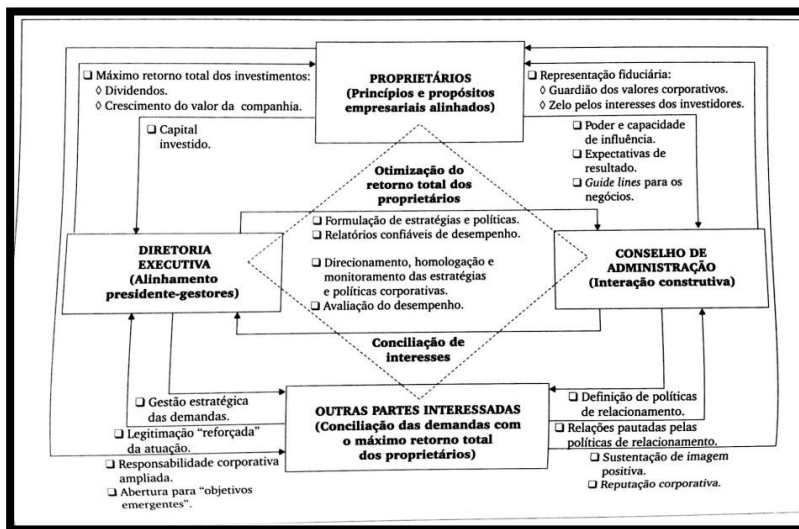 PROPRIETÁRIOS
(Princípios e propósitos
empresariais alinhados)
❏ Máximo retorno total dos investimentos:
◊ Dividendos.
◊ Crescimento do valor da companhia.
❏ Capital
investido.
❏ Representação fiduciária:
◊ Guardião dos valores corporativos.
◊ Zelo pelos interesses dos investidores.
❏ Poder e capacidade
de influência.
❏ Expectativas de
resultado.
❏ Guide lines para os
negócios.
Otimização do
retorno total dos
proprietários
❏ Formulação de estratégias e políticas.
❏ Relatórios confiáveis de desempenho.
❏ Direcionamento, homologação e
monitoramento das estratégias
e políticas corporativas.
❏ Avaliação do desempenho.
DIRETORIA
EXECUTIVA
(Alinhamento
presidente-gestores)
CONSELHO DE
ADMINISTRAÇÃO
(Interação construtiva)
Conciliação de
interesses
❏ Gestão estratégica
das demandas.
❏ Legitimação “reforçada”
da atuação.
❏ Responsabilidade corporativa
ampliada.
❏ Abertura para “objetivos
emergentes”.
OUTRAS PARTES INTERESSADAS
(Conciliação das demandas com
o máximo retorno total
dos proprietários)
❏ Definição de políticas
de relacionamento.
❏ Relações pautadas pelas
políticas de relacionamento.
❏ Sustentação de imagem
positiva.
❏ Reputação corporativa.